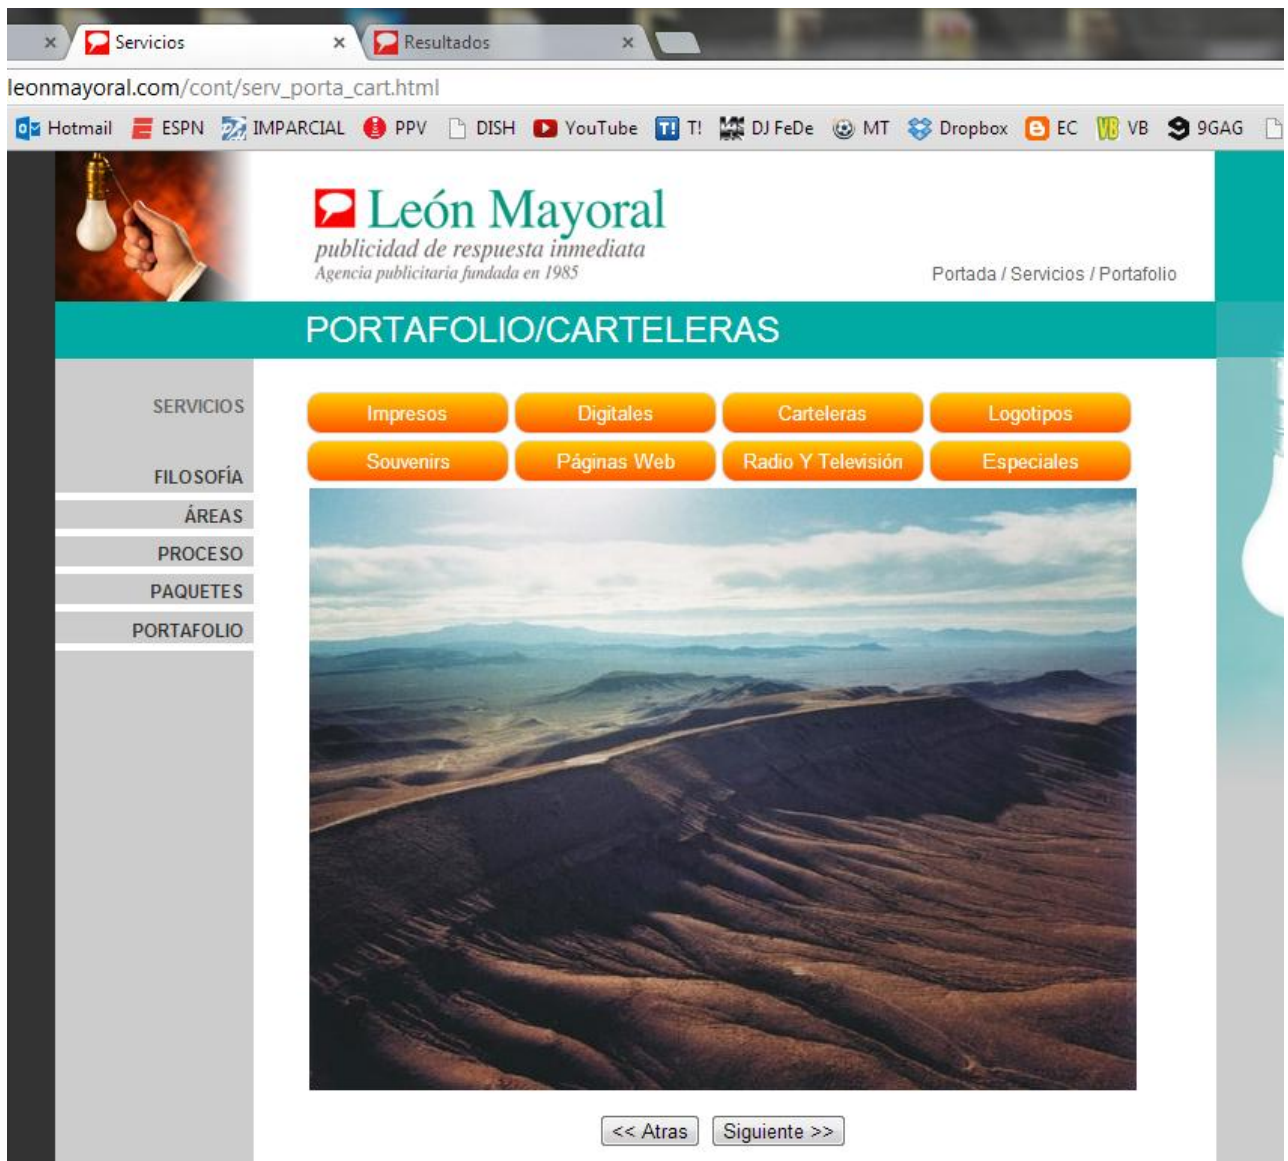 Servicios
Resultados
leonmayoral.com/cont/serv_porta_cart.html
Hotmail ESPN IMPARCIAL PPV DISH YouTube T! T! DJ FeDe MT Dropbox EC VB 9GAG
León Mayoral
publicidad de respuesta inmediata
Agencia publicitaria fundada en 1985
Portada / Servicios / Portafolio
PORTAFOLIO/CARTELERAS
SERVICIOS
FILOSOFÍA
ÁREAS
PROCESO
PAQUETES
PORTAFOLIO
Impresos Digitales Carteleras Logotipos
Souvenirs Páginas Web Radio Y Televisión Especiales
<< Atras Siguiente >>